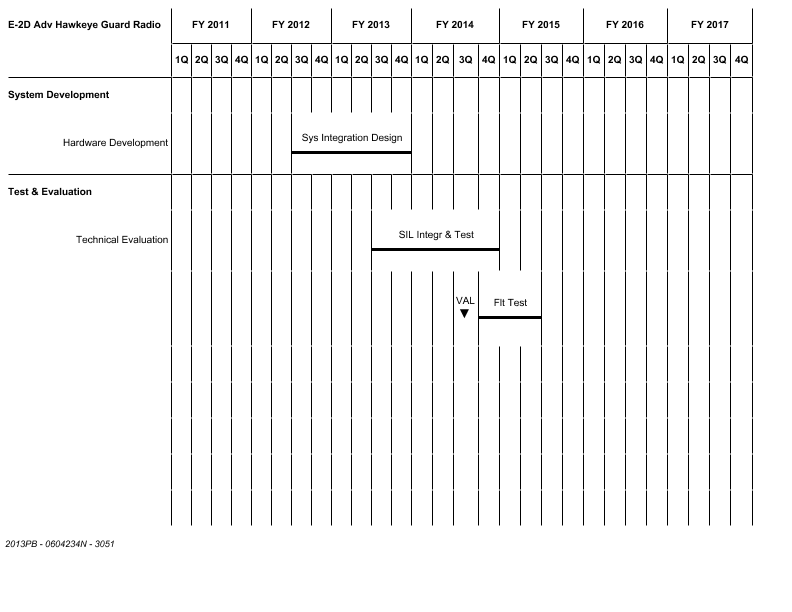 E-2D Adv Hawkeye Guard Radio FY 2011 FY 2012 FY 2013 FY 2014 FY 2015 FY 2016 FY 2017
1Q 2Q 3Q 4Q 1Q 2Q 3Q 4Q 1Q 2Q 3Q 4Q 1Q 2Q 3Q 4Q 1Q 2Q 3Q 4Q 1Q 2Q 3Q 4Q 1Q 2Q 3Q 4Q
System Development
Sys Integration Design
Hardware Development
Test & Evaluation
SIL Integr & Test
Technical Evaluation
VAL Flt Test
2013PB - 0604234N - 3051